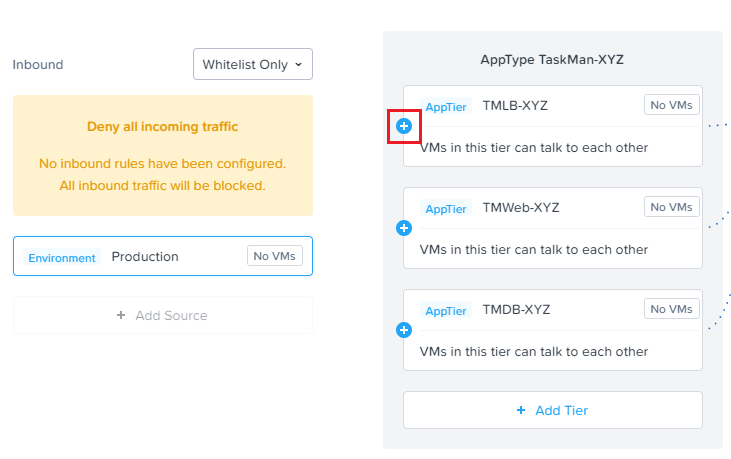 Inbound
Whitelist Only
Deny all incoming traffic
No inbound rules have been configured.
All inbound traffic will be blocked.
Environment Production No VMs
+ Add Source
AppType TaskMan-XYZ
AppTier TMLB-XYZ No VMs
VMs in this tier can talk to each other
AppTier TMWeb-XYZ No VMs
VMs in this tier can talk to each other
AppTier TMDB-XYZ No VMs
VMs in this tier can talk to each other
+ Add Tier